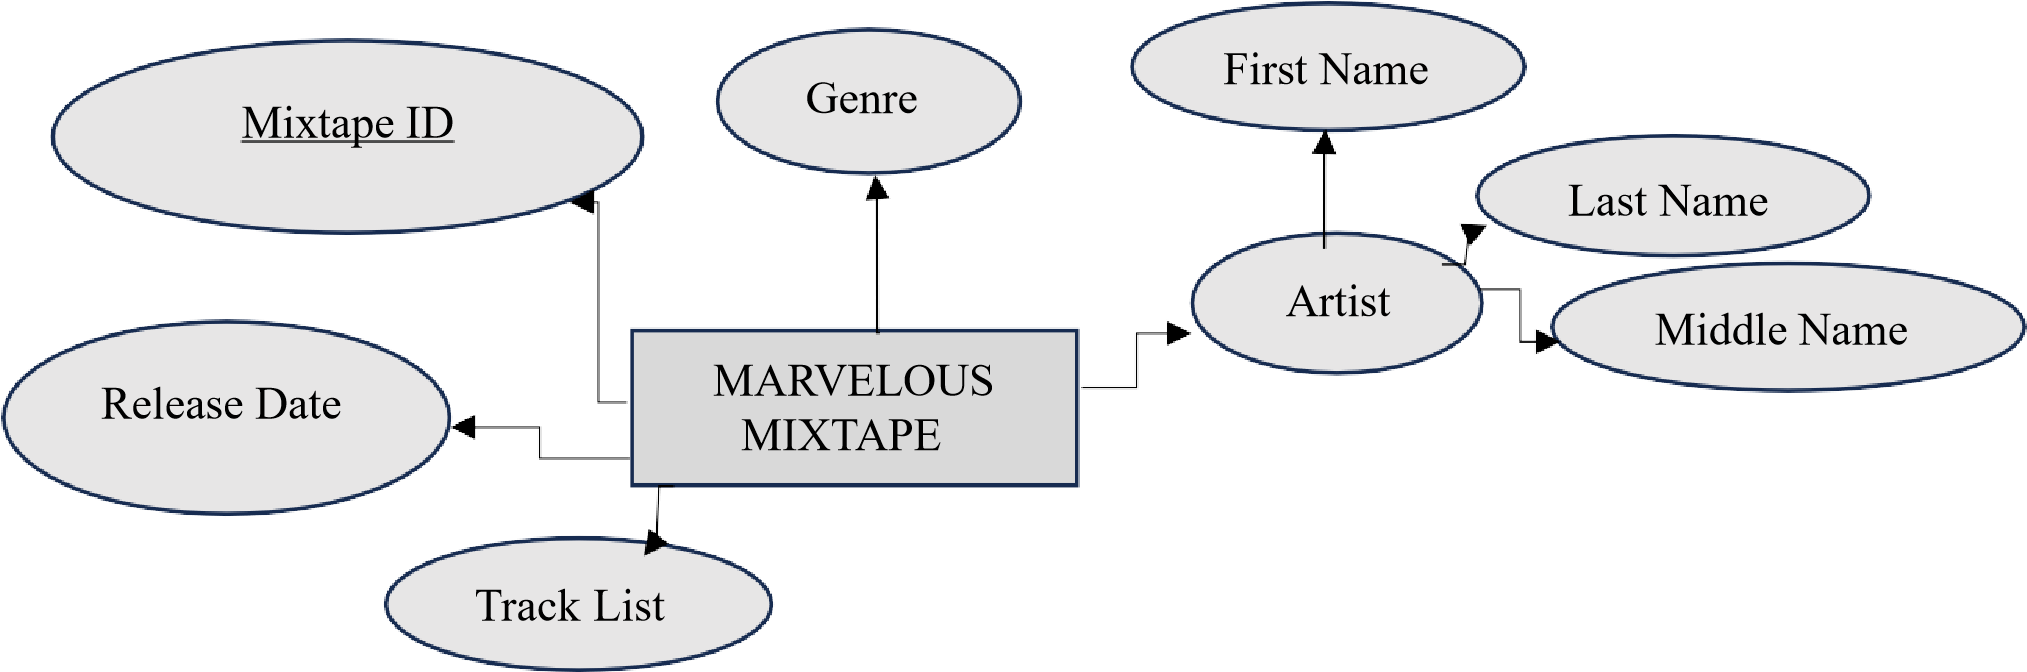 First Name
Genre
Mixtape ID
Last Name
Artist
Middle Name
MARVELOUS
MIXTAPE
Release Date
Track List